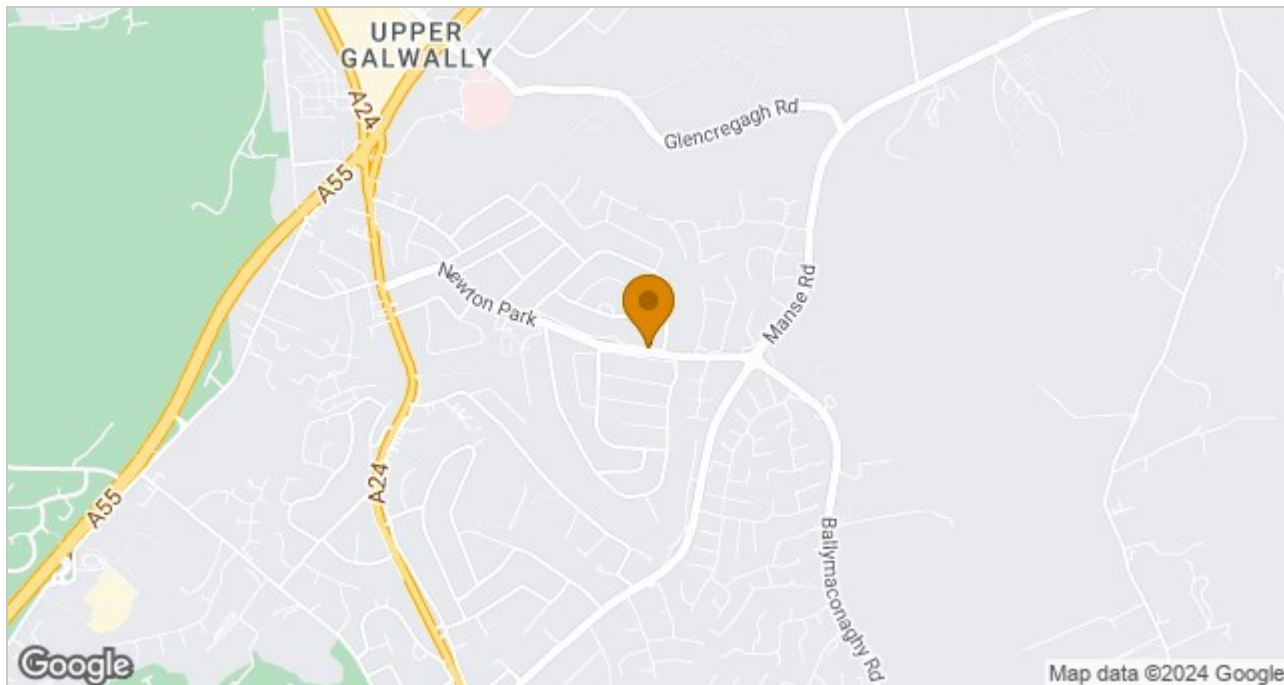 UPPER
GALWALLY
A24
Glencregagh Rd
A55
Newton Park
Manse Rd
A24
A55
Ballymaconaghy Rd
Google
Map data ©2024 Google